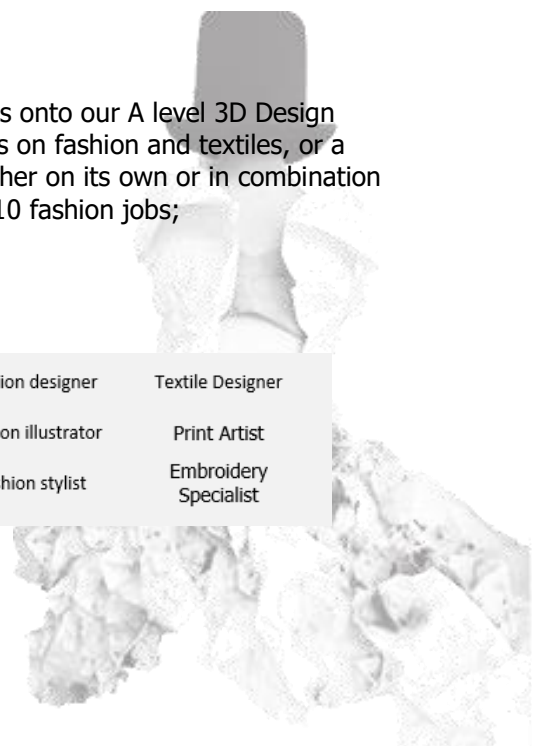 s onto our A level 3D Design
s on fashion and textiles, or a
her on its own or in combination
10 fashion jobs;
ion designer Textile Designer
on illustrator Print Artist
hion stylist Embroidery
Specialist